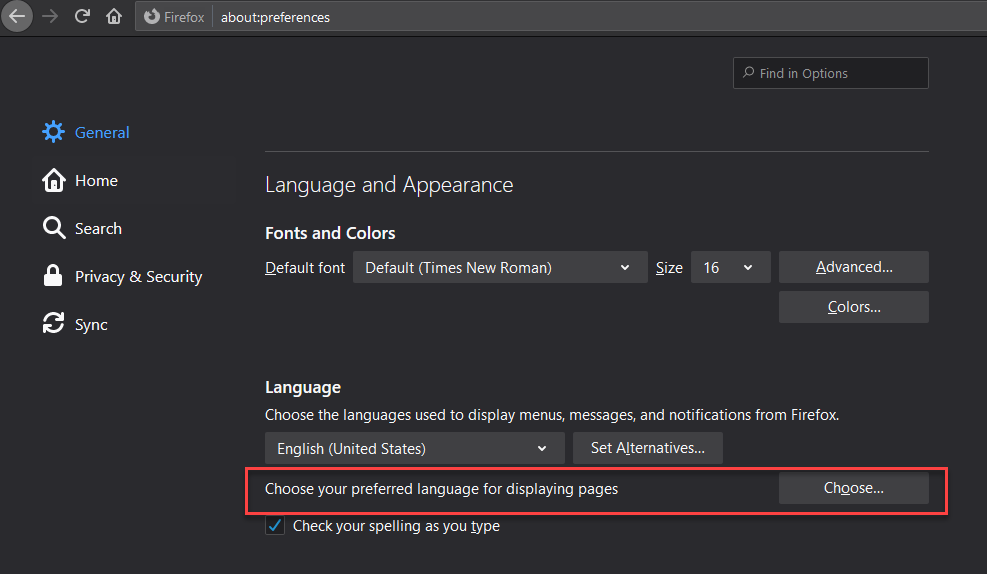 Firefox about:preferences
Find in Options
General
Home
Search
Privacy & Security
Sync
Language and Appearance
Fonts and Colors
Default font Default (Times New Roman) Size 16 Advanced...
Colors...
Language
Choose the languages used to display menus, messages, and notifications from Firefox.
English (United States) Set Alternatives...
Choose your preferred language for displaying pages Choose...
Check your spelling as you type